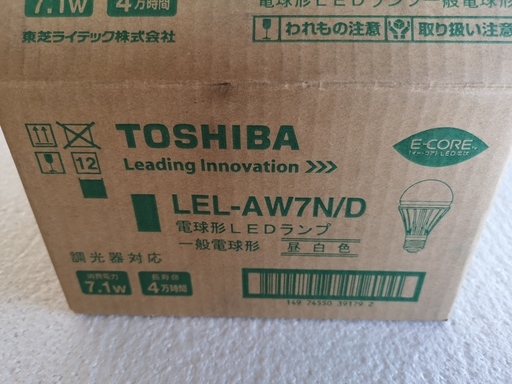 7.1W 4万時間
電球形LEDランプ一般電球形
東芝ライテック株式会社
われもの注意 取り扱い注意
TOSHIBA
Leading Innovation >>>
12
E-CORE
LEL-AW7N/D
電球形LEDランプ
一般電球形 昼白色
調光器対応
消費電力 長寿命
7.1W 4万時間